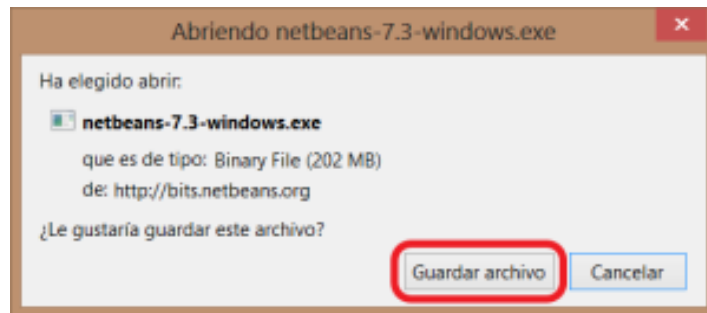 Abriendo netbeans-7.3-windows.exe
Ha elegido abrir:
netbeans-7.3-windows.exe
que es de tipo: Binary File (202 MB)
de: http://bits.netbeans.org
¿Le gustaría guardar este archivo?
Guardar archivo Cancelar